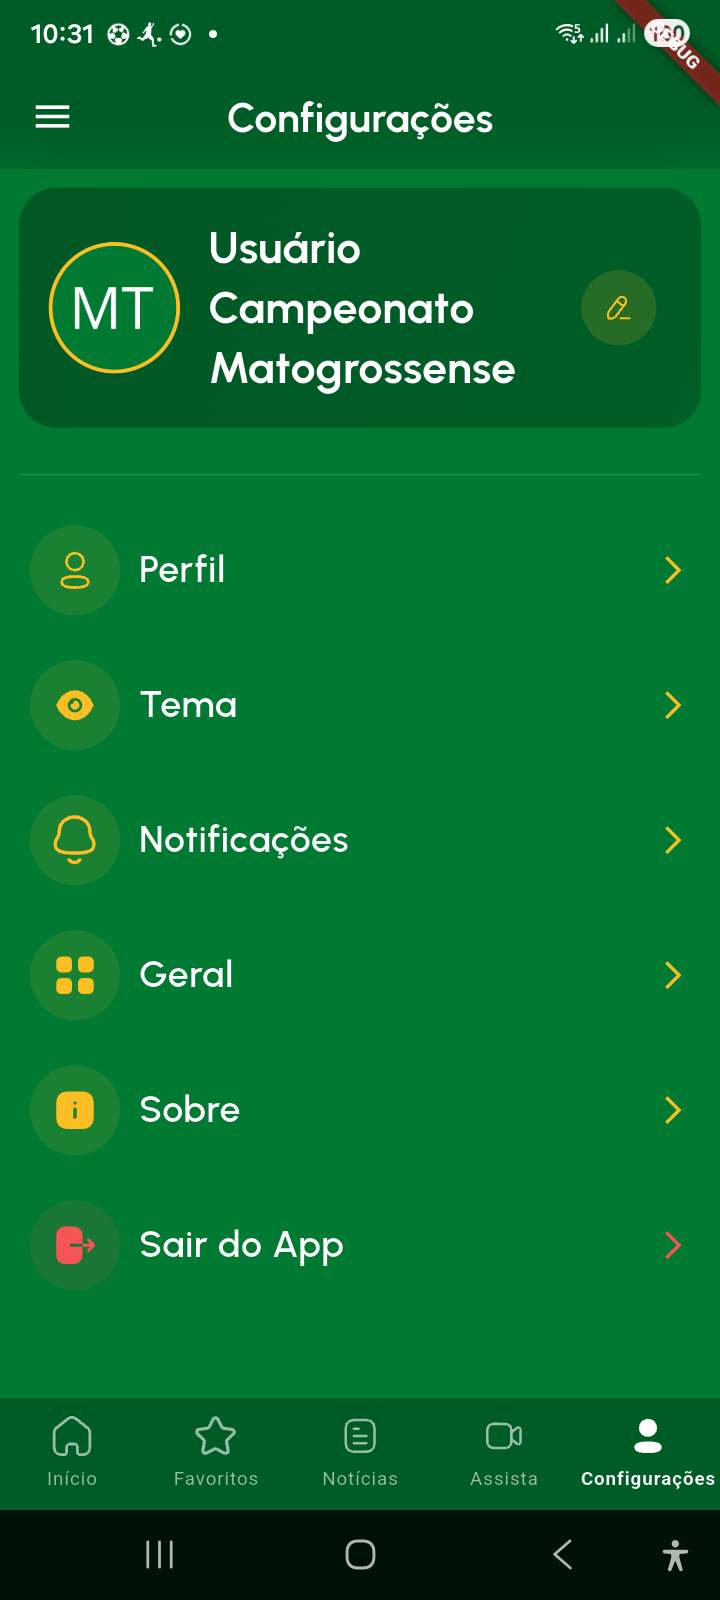 10:31
Configurações
MT
Usuário
Campeonato
Matogrossense
Perfil
Tema
Notificações
Geral
Sobre
Sair do App
Início
Favoritos
Notícias
Assista
Configurações